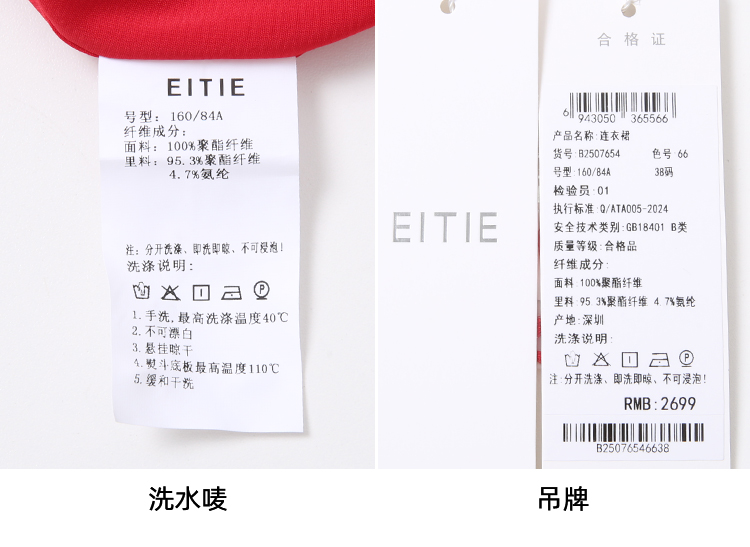 EITIE
号型: 160/84A
纤维成分:
面料: 100%聚酯纤维
里料: 95.3%聚酯纤维
4.7%氨纶
注: 分开洗涤、即洗即晾、不可浸泡!
洗涤说明:
1.手洗,最高洗涤温度40℃
2.不可漂白
3.悬挂晾干
4.熨斗底板最高温度110℃
5.缓和干洗
洗水唛
EITIE
合格证
6 943050 365566
产品名称: 连衣裙
货号: B2507654 色号: 66
号型: 160/84A 38码
检验员: 01
执行标准: Q/ATA005-2024
安全技术类别: GB18401 B类
质量等级: 合格品
纤维成分:
面料: 100%聚酯纤维
里料: 95.3%聚酯纤维 4.7%氨纶
产地: 深圳
洗涤说明:
注: 分开洗涤、即洗即晾、不可浸泡!
RMB: 2699
B25076546638
吊牌